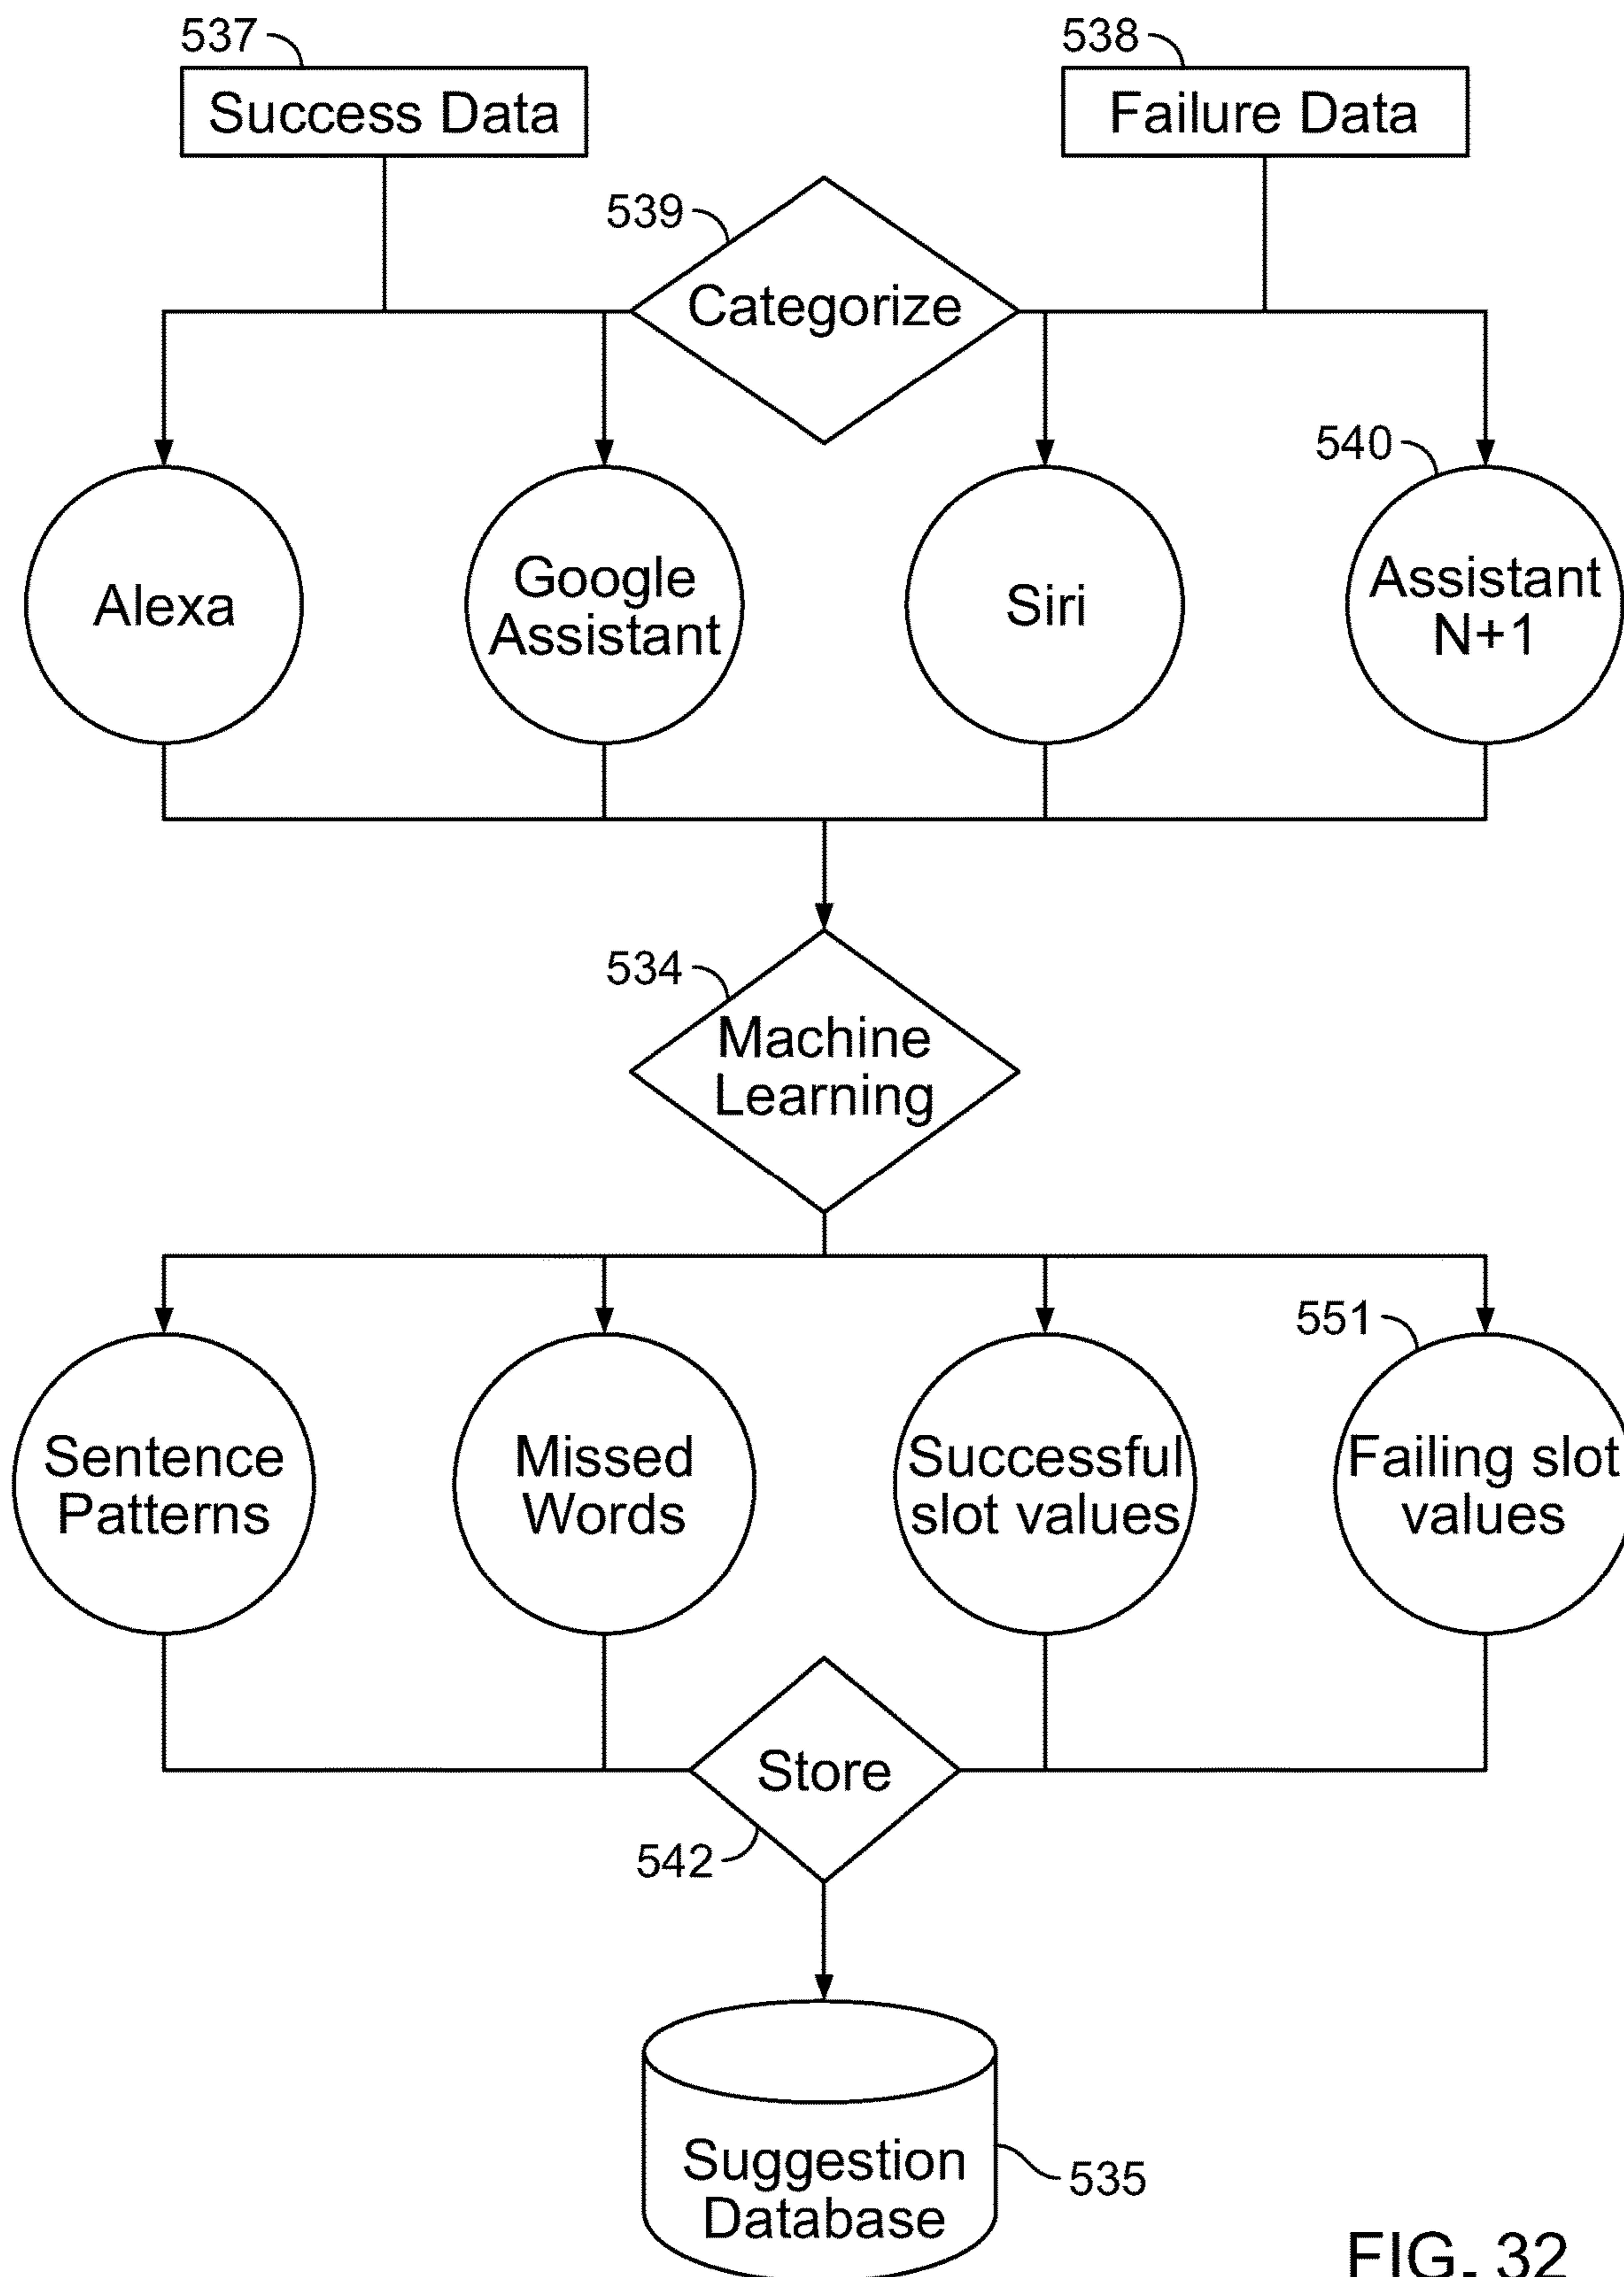 537
538
Success Data
Failure Data
539
Categorize
540
Alexa
Google
Assistant
Siri
Assistant
N+1
534
Machine
Learning
551
Sentence
Patterns
Missed
Words
Successful
slot values
Failing slot
values
Store
542
Suggestion
Database
535
FIG. 32